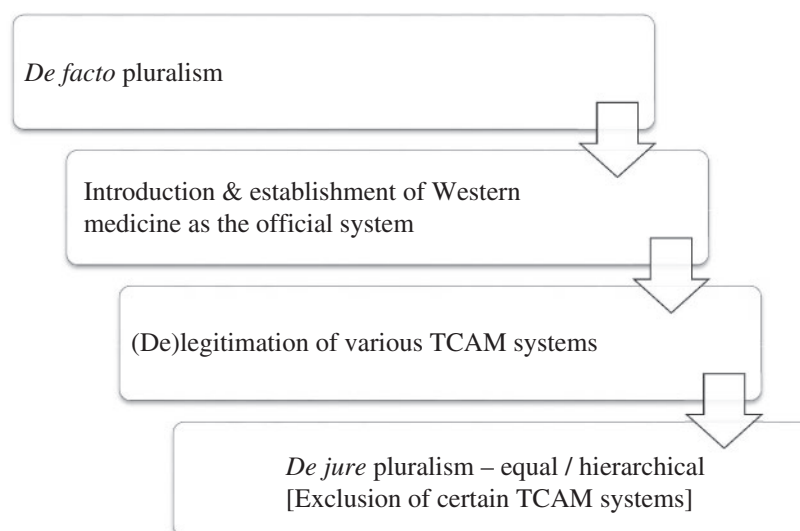 De facto pluralism
Introduction & establishment of Western
medicine as the official system
(De)legitimation of various TCAM systems
De jure pluralism – equal / hierarchical
[Exclusion of certain TCAM systems]